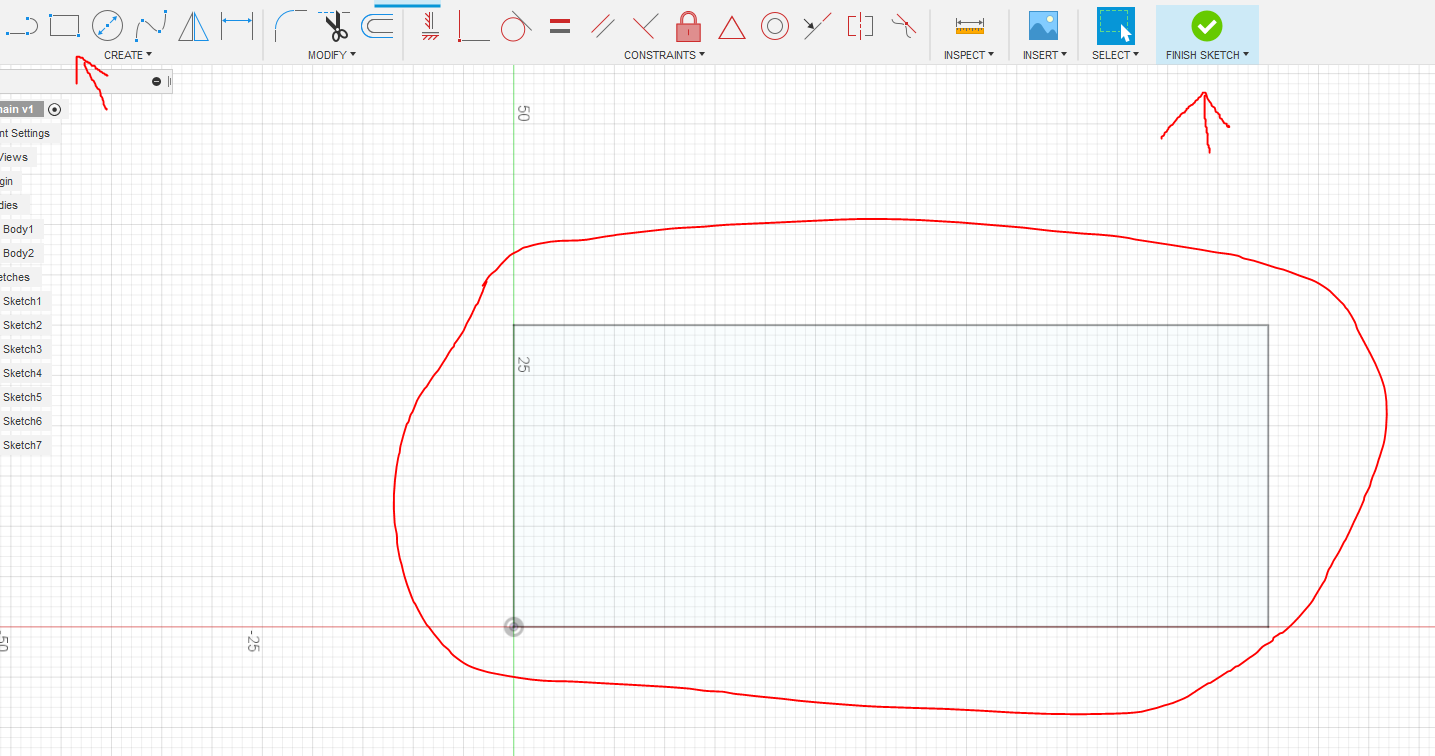 CREATE MODIFY CONSTRAINTS INSPECT INSERT SELECT FINISH SKETCH
ain v1
nt Settings
Views
gin
dies
Body1
Body2
etches
Sketch1
Sketch2
Sketch3
Sketch4
Sketch5
Sketch6
Sketch7
50
25
-25
50